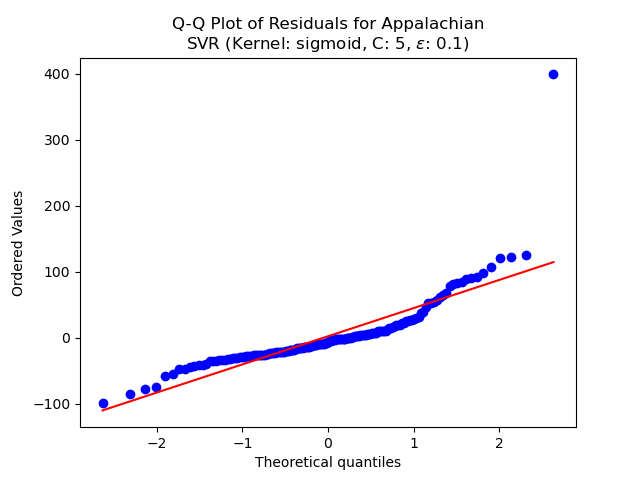 Q-Q Plot of Residuals for Appalachian
SVR (Kernel: sigmoid, C: 5, ε: 0.1)
400
300
200
100
0
−100
Ordered Values
−2
−1
0
1
2
Theoretical quantiles